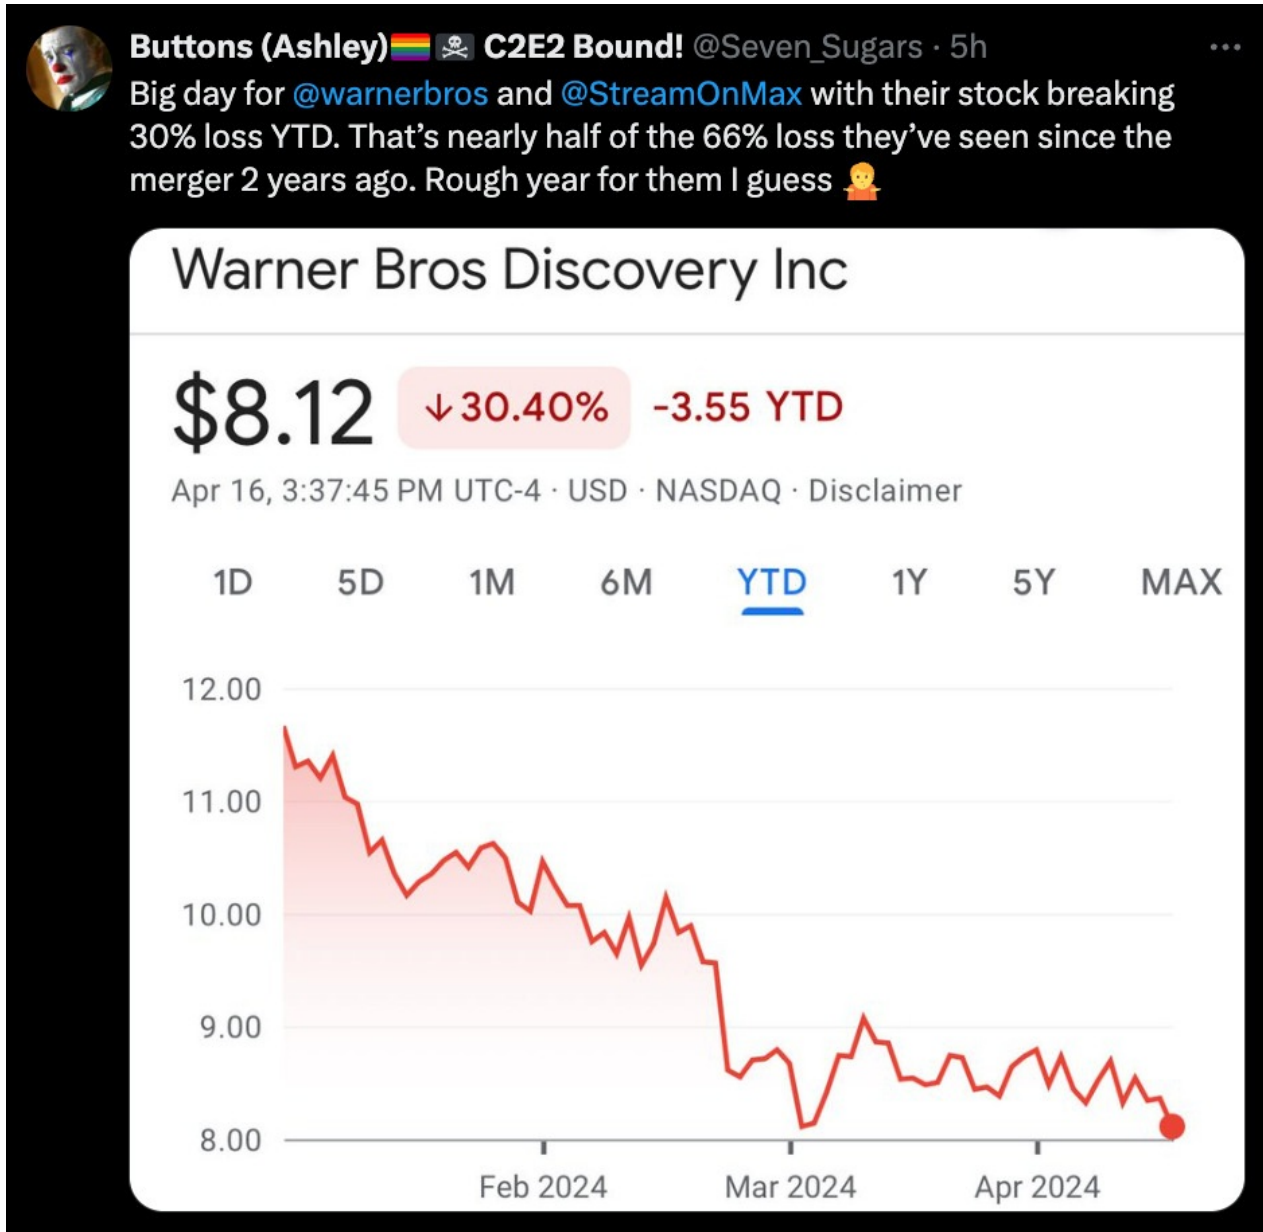 Buttons (Ashley)🏳️‍🌈🏴‍☠️ C2E2 Bound! @Seven_Sugars · 5h
Big day for @warnerbros and @StreamOnMax with their stock breaking
30% loss YTD. That’s nearly half of the 66% loss they’ve seen since the
merger 2 years ago. Rough year for them I guess 🤷
Warner Bros Discovery Inc
$8.12 ↓30.40% -3.55 YTD
Apr 16, 3:37:45 PM UTC-4 · USD · NASDAQ · Disclaimer
1D 5D 1M 6M YTD 1Y 5Y MAX
12.00
11.00
10.00
9.00
8.00
Feb 2024 Mar 2024 Apr 2024